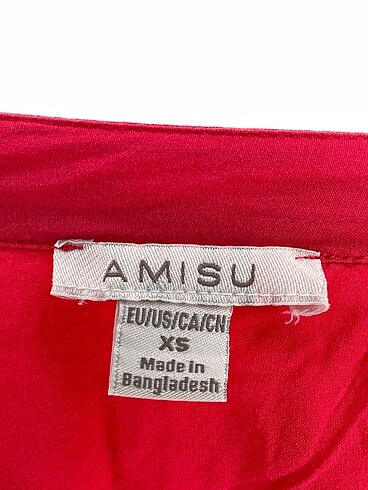 AMISU
EU/US/CA/CN
XS
Made in
Bangladesh